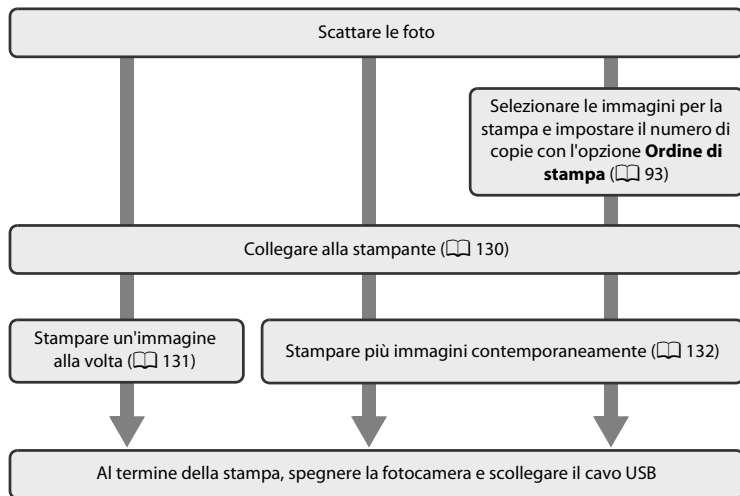 Scattare le foto
Selezionare le immagini per la
stampa e impostare il numero di
copie con l'opzione Ordine di
stampa (📖 93)
Collegare alla stampante (📖 130)
Stampare un'immagine
alla volta (📖 131)
Stampare più immagini contemporaneamente (📖 132)
Al termine della stampa, spegnere la fotocamera e scollegare il cavo USB